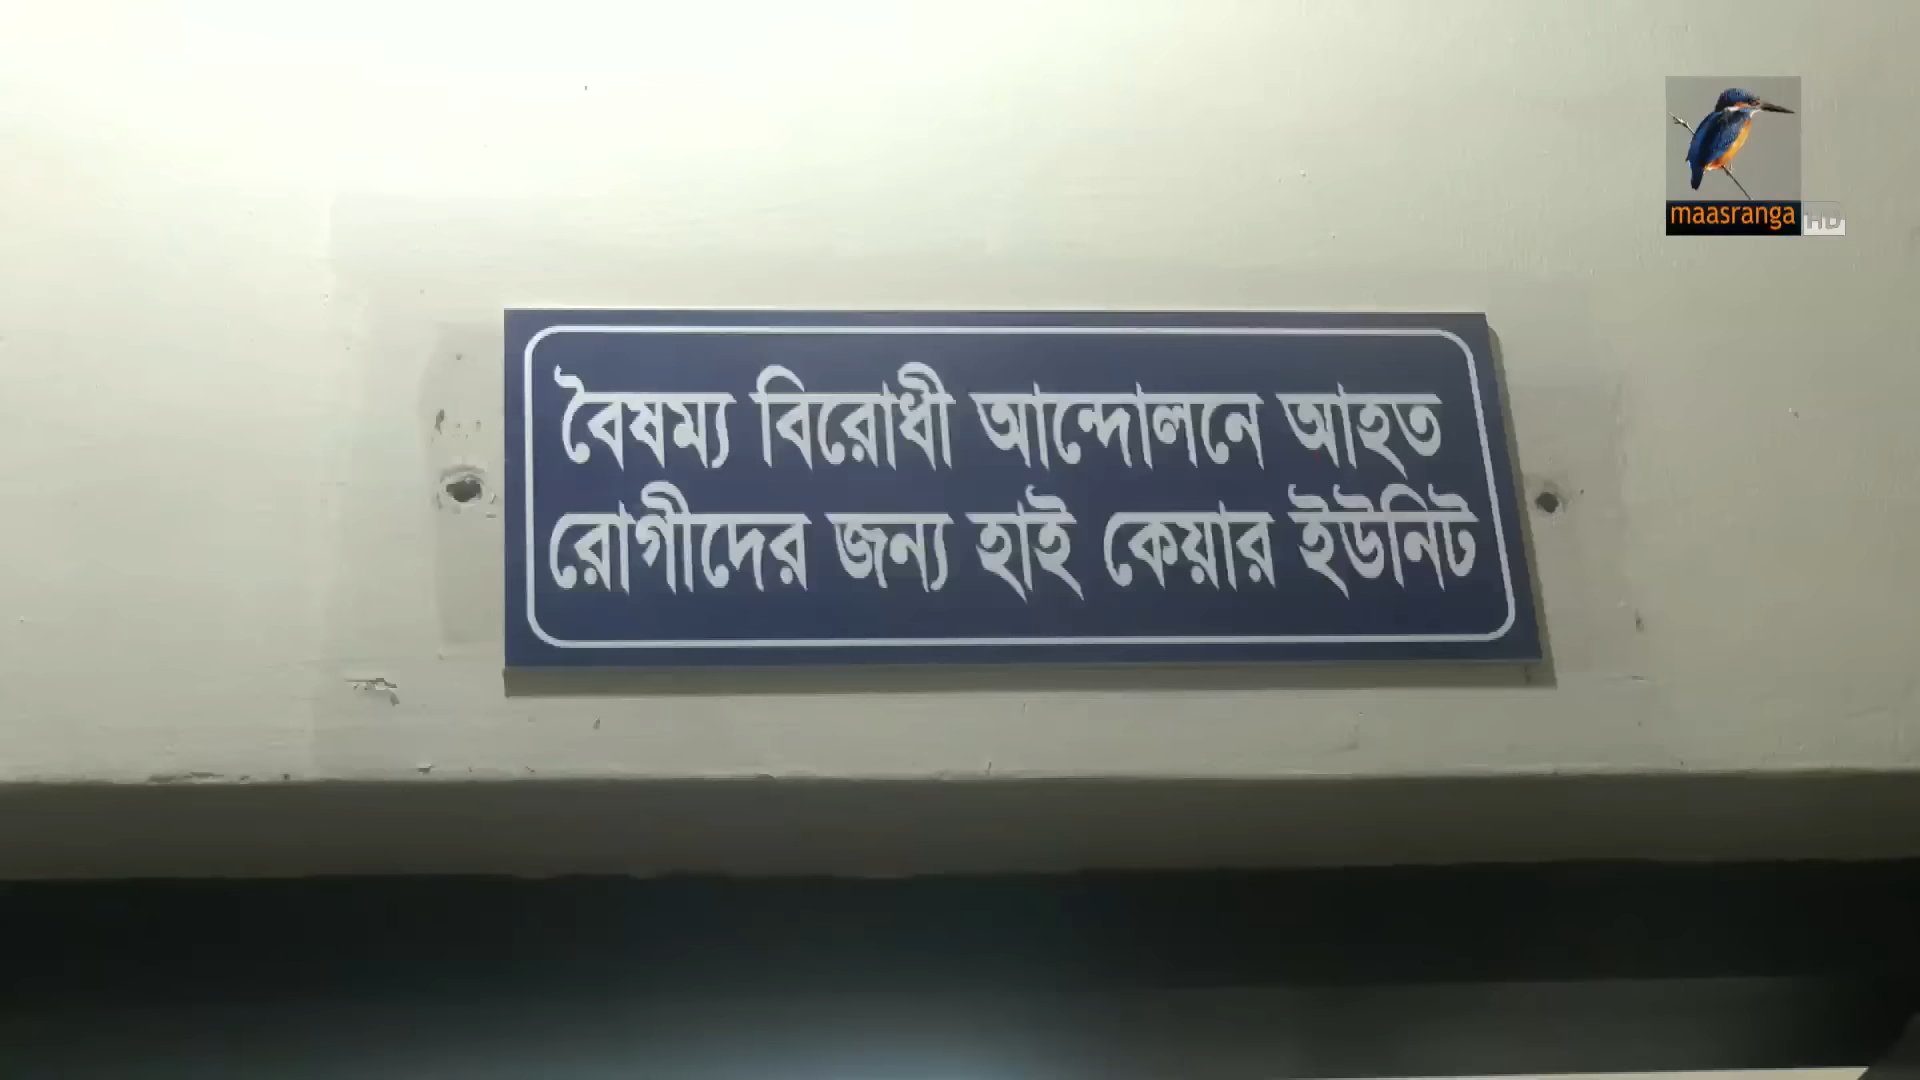 maasranga HD
বৈষম্য বিরোধী আন্দোলনে আহত
রোগীদের জন্য হাই কেয়ার ইউনিট